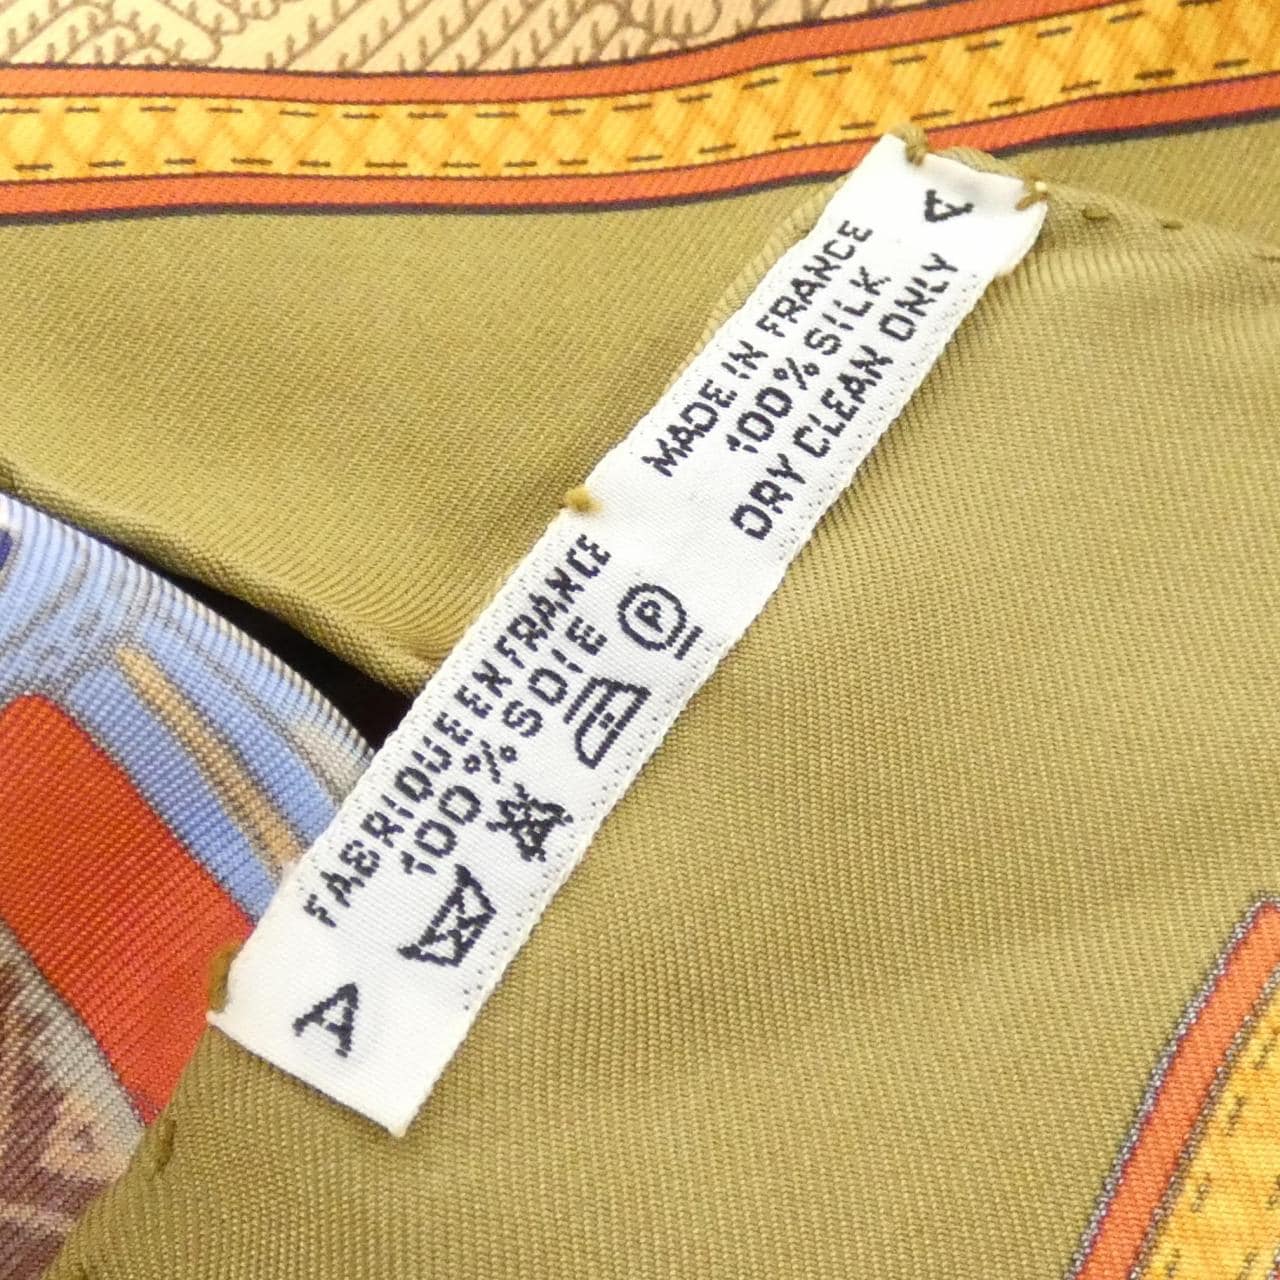 A
MADE IN FRANCE
100% SILK
DRY CLEAN ONLY
FABRIQUE EN FRANCE
100% SOIE
P
A